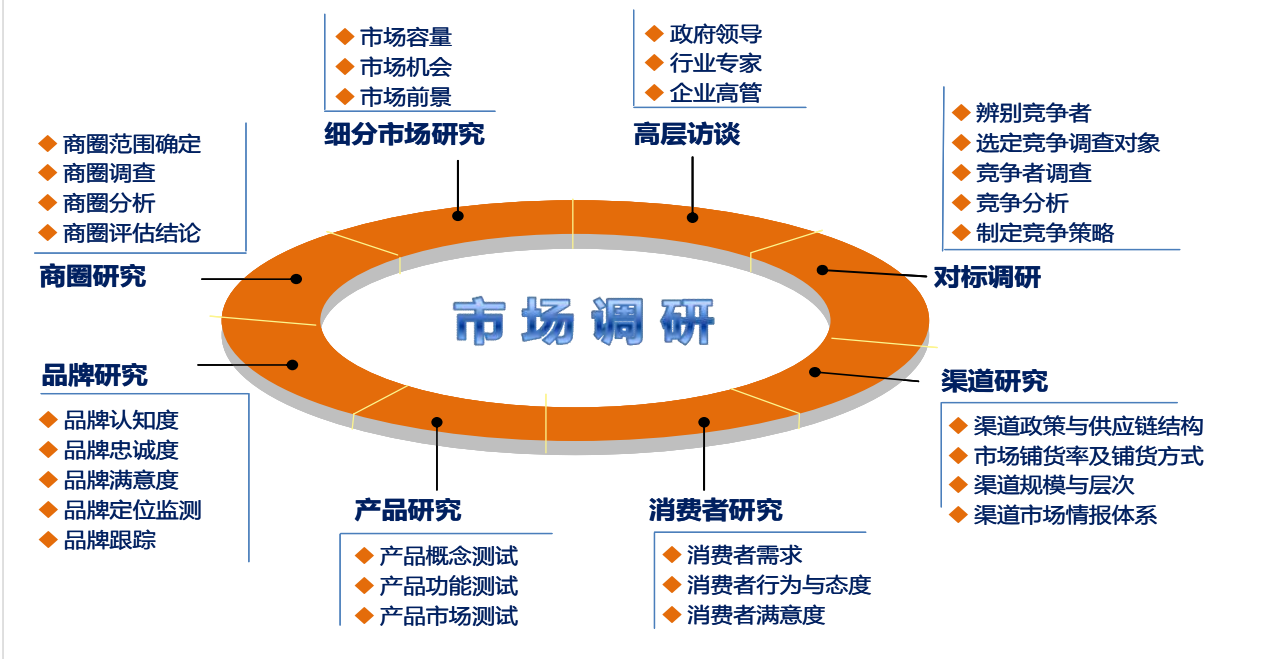 市场容量
市场机会
市场前景
细分市场研究
政府领导
行业专家
企业高管
高层访谈
辨别竞争者
选定竞争调查对象
竞争者调查
竞争分析
制定竞争策略
对标调研
商圈范围确定
商圈调查
商圈分析
商圈评估结论
商圈研究
市场调研
品牌研究
品牌认知度
品牌忠诚度
品牌满意度
品牌定位监测
品牌跟踪
产品研究
产品概念测试
产品功能测试
产品市场测试
消费者研究
消费者需求
消费者行为与态度
消费者满意度
渠道研究
渠道政策与供应链结构
市场铺货率及铺货方式
渠道规模与层次
渠道市场情报体系